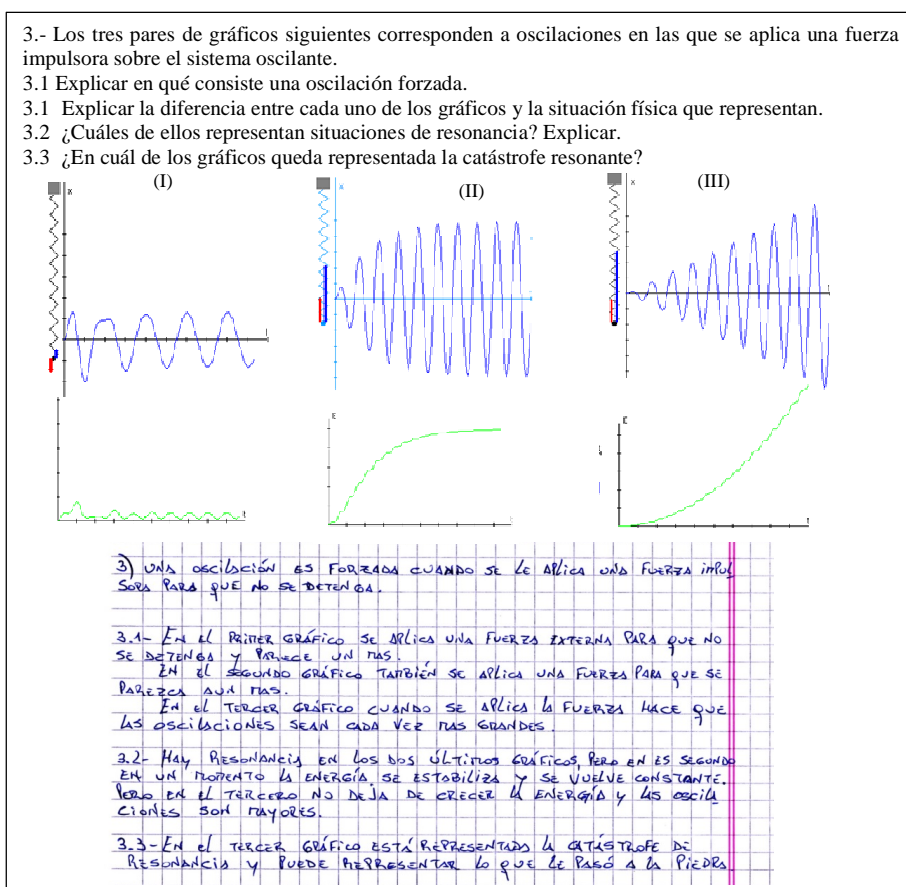 3.- Los tres pares de gráficos siguientes corresponden a oscilaciones en las que se aplica una fuerza
impulsora sobre el sistema oscilante.
3.1 Explicar en qué consiste una oscilación forzada.
3.1 Explicar la diferencia entre cada uno de los gráficos y la situación física que representan.
3.2 ¿Cuáles de ellos representan situaciones de resonancia? Explicar.
3.3 ¿En cuál de los gráficos queda representada la catástrofe resonante?
(I)
(II)
(III)
x
x
x
t
E
t
E
t
3) UNA OSCILACIÓN ES FORZADA CUANDO SE LE APLICA UNA FUERZA IMPUL
SORA PARA QUE NO SE DETENGA.
3.1- EN EL PRIMER GRÁFICO SE APLICA UNA FUERZA EXTERNA PARA QUE NO
SE DETENGA Y PARECE UN MAS.
EN EL SEGUNDO GRÁFICO TAMBIÉN SE APLICA UNA FUERZA PARA QUE SE
PAREZCA AUN MAS.
EN EL TERCER GRÁFICO CUANDO SE APLICA LA FUERZA HACE QUE
LAS OSCILACIONES SEAN CADA VEZ MAS GRANDES.
3.2- HAY RESONANCIA EN LOS DOS ÚLTIMOS GRÁFICOS, PERO EN ES SEGUNDO
EN UN MOMENTO LA ENERGÍA SE ESTABILIZA Y SE VUELVE CONSTANTE.
PERO EN EL TERCERO NO DEJA DE CRECER LA ENERGÍA Y LAS OSCILA
CIONES SON MAYORES.
3.3- EN EL TERCER GRÁFICO ESTÁ REPRESENTADA LA CATÁSTROFE DE
RESONANCIA Y PUEDE REPRESENTAR LO QUE LE PASÓ A LA PIEDRA